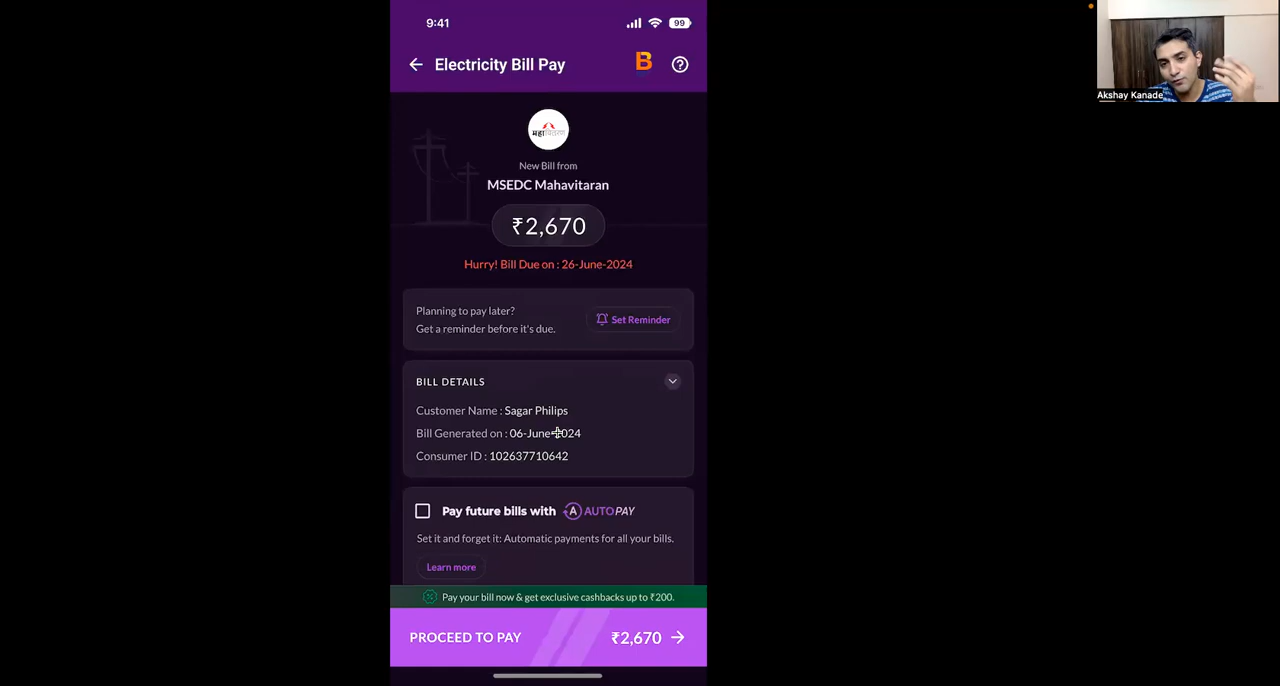 9:41
99
Electricity Bill Pay
B
?
महावितरण
New Bill from
MSEDC Mahavitaran
₹2,670
Hurry! Bill Due on : 26-June-2024
Planning to pay later?
Get a reminder before it's due.
Set Reminder
BILL DETAILS
Customer Name : Sagar Philips
Bill Generated on : 06-June-2024
Consumer ID : 102637710642
Pay future bills with A AUTOPAY
Set it and forget it: Automatic payments for all your bills.
Learn more
Pay your bill now & get exclusive cashbacks up to ₹200.
PROCEED TO PAY ₹2,670
Akshay Kanade